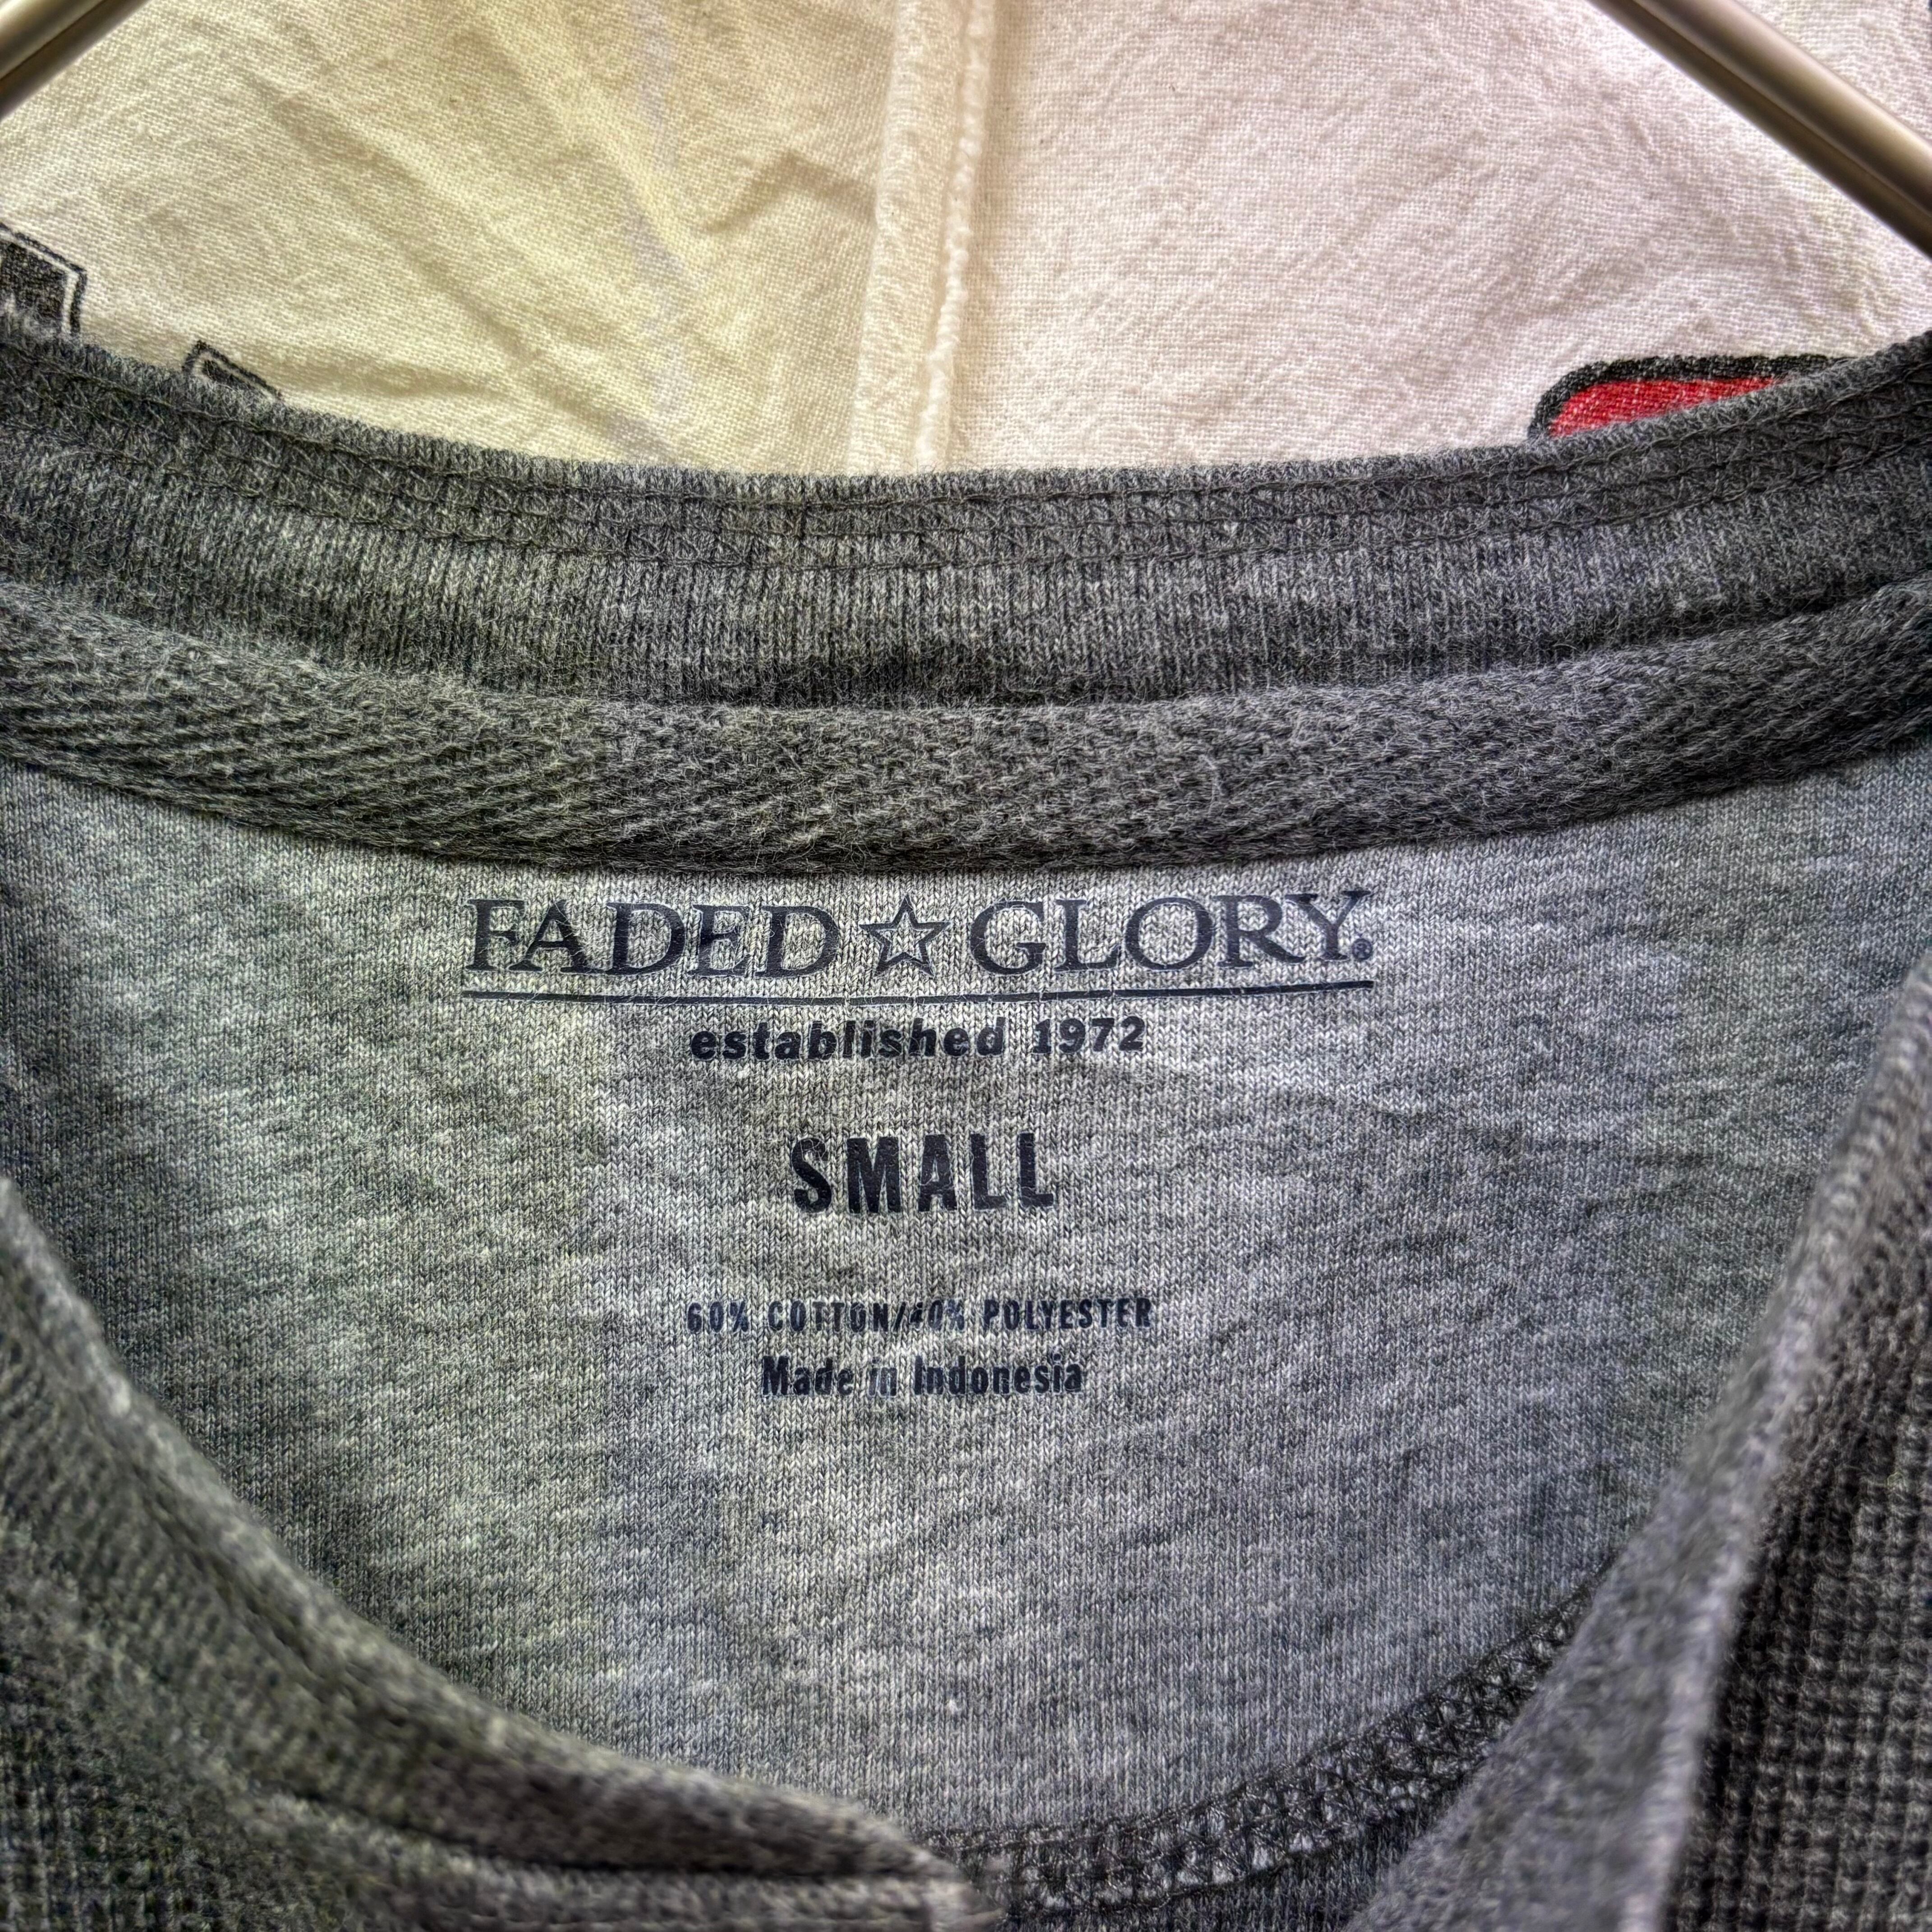 FADED☆GLORY®
established 1972
SMALL
60% COTTON/40% POLYESTER
Made in Indonesia